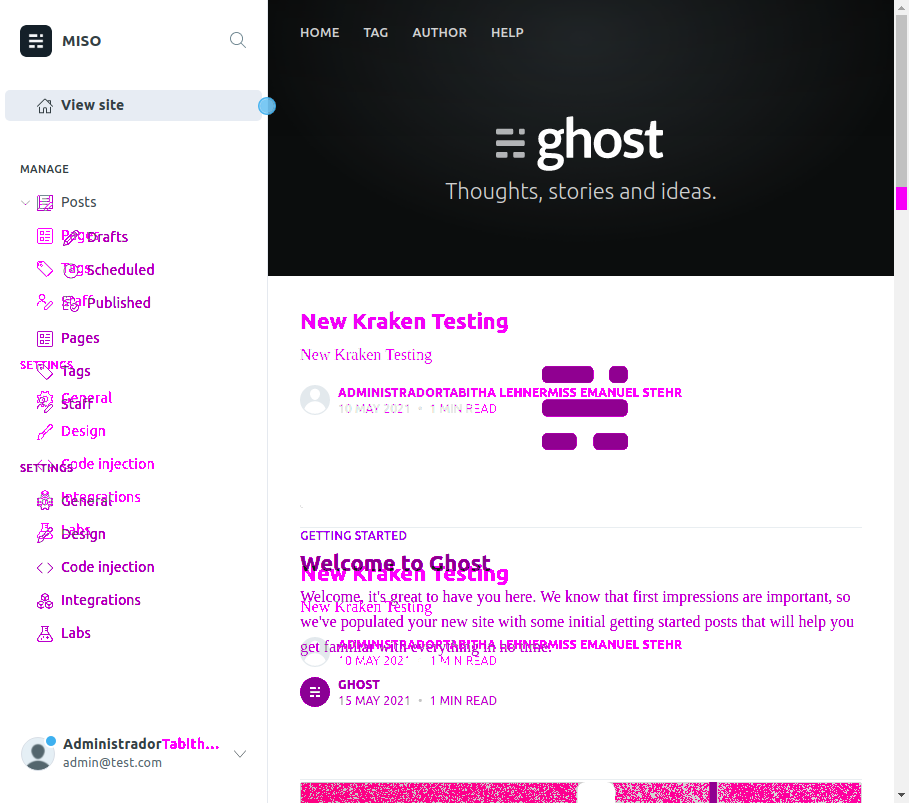 MISO
View site
MANAGE
Posts
Pages
Drafts
Tags
Scheduled
Staff
Published
Pages
SETTINGS
Tags
General
Staff
Design
Code injection
SETTINGS
Integrations
General
Labs
Design
Code injection
Integrations
Labs
AdministradorTabith...
admin@test.com
HOME TAG AUTHOR HELP
ghost
Thoughts, stories and ideas.
New Kraken Testing
New Kraken Testing
ADMINISTRADORTABITHA LEHNERMISS EMANUEL STEHR
10 MAY 2021 • 1 MIN READ
GETTING STARTED
Welcome to Ghost
New Kraken Testing
Welcome, it's great to have you here. We know that first impressions are important, so
New Kraken Testing
we've populated your new site with some initial getting started posts that will help you
ADMINISTRADORTABITHA LEHNERMISS EMANUEL STEHR
get familiar with everything in no time.
10 MAY 2021 1 MIN READ
GHOST
15 MAY 2021 • 1 MIN READ